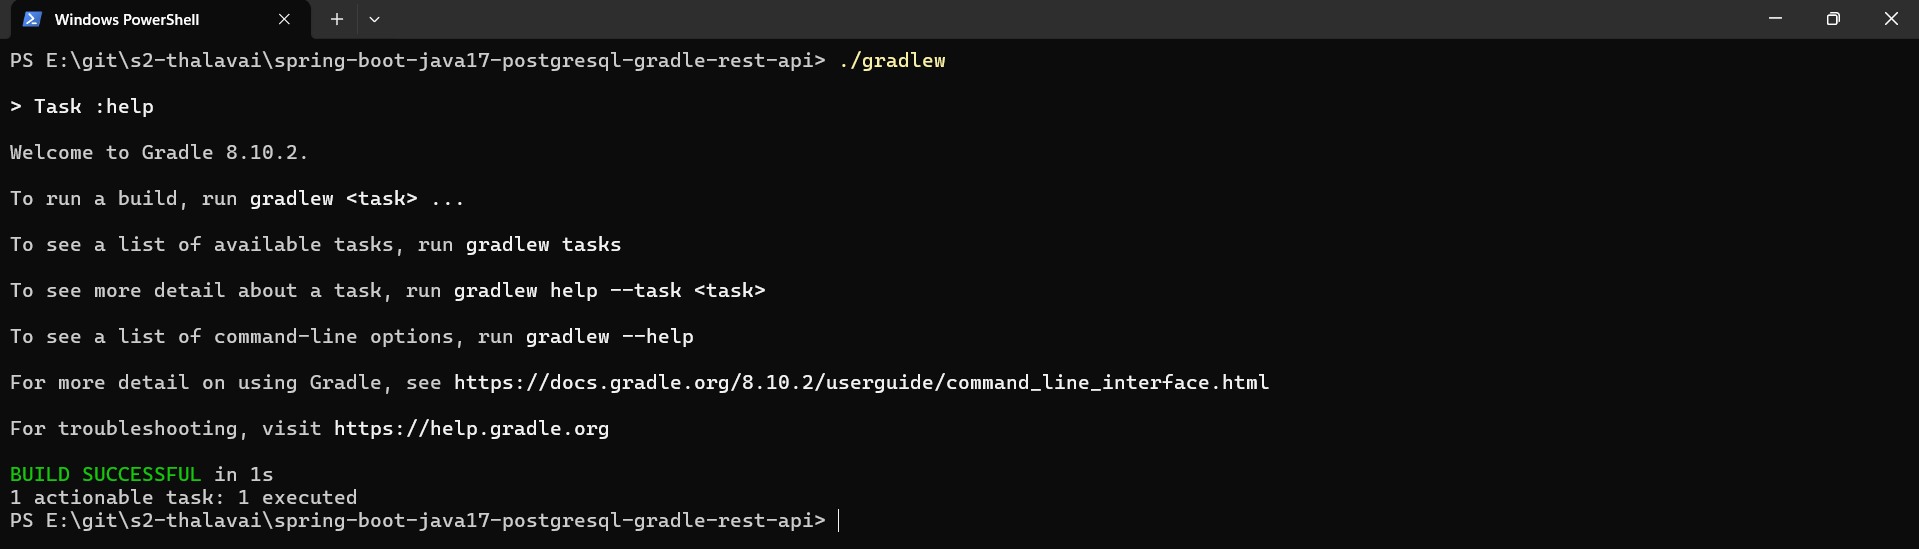 Windows PowerShell
PS E:\git\s2-thalavai\spring-boot-java17-postgresql-gradle-rest-api> ./gradlew
> Task :help
Welcome to Gradle 8.10.2.
To run a build, run gradlew <task> ...
To see a list of available tasks, run gradlew tasks
To see more detail about a task, run gradlew help --task <task>
To see a list of command-line options, run gradlew --help
For more detail on using Gradle, see https://docs.gradle.org/8.10.2/userguide/command_line_interface.html
For troubleshooting, visit https://help.gradle.org
BUILD SUCCESSFUL in 1s
1 actionable task: 1 executed
PS E:\git\s2-thalavai\spring-boot-java17-postgresql-gradle-rest-api>